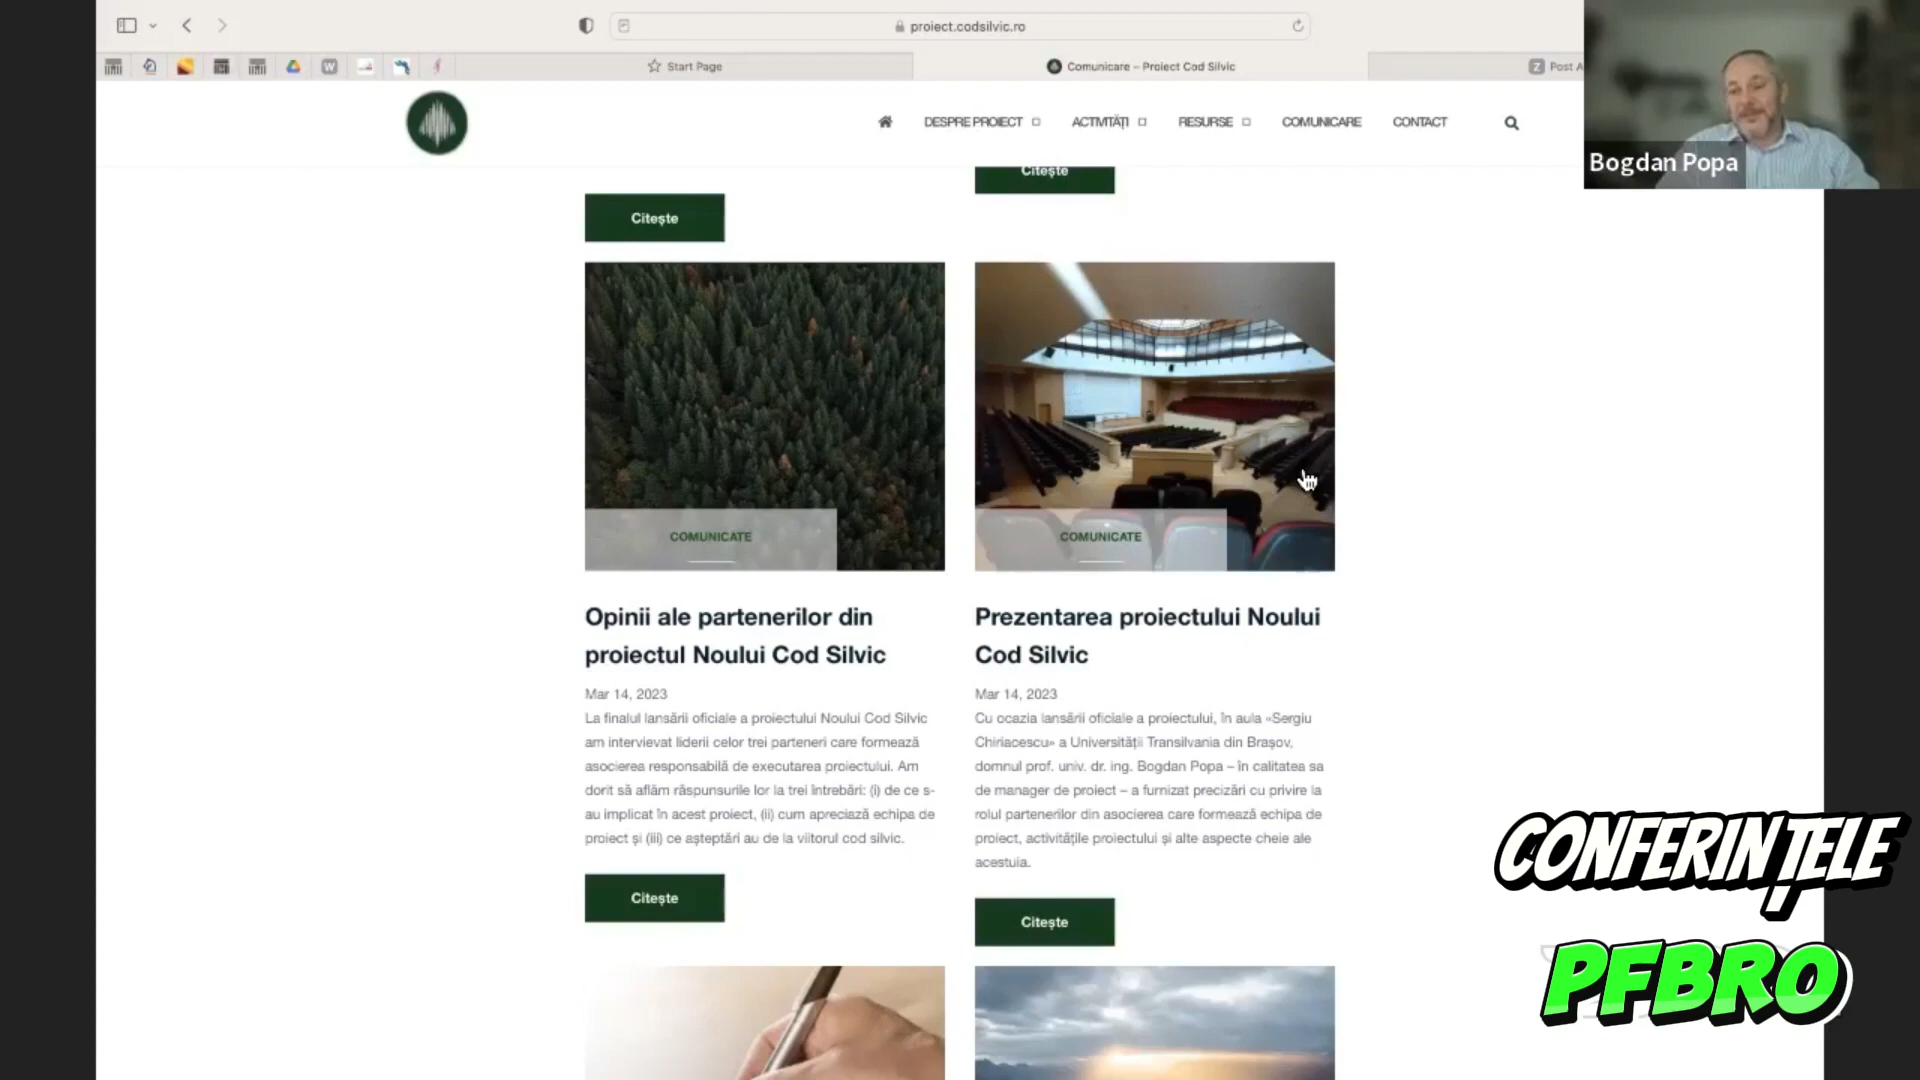 proiect.codsilvic.ro
Start Page
Comunicare – Proiect Cod Silvic
Post A
DESPRE PROIECT
ACTIVITĂȚI
RESURSE
COMUNICARE
CONTACT
Bogdan Popa
Citește
Citește
COMUNICATE
COMUNICATE
Opinii ale partenerilor din
proiectul Noului Cod Silvic
Mar 14, 2023
La finalul lansării oficiale a proiectului Noului Cod Silvic
am intervievat liderii celor trei parteneri care formează
asocierea responsabilă de executarea proiectului. Am
dorit să aflăm răspunsurile lor la trei întrebări: (i) de ce s-
au implicat în acest proiect, (ii) cum apreciază echipa de
proiect și (iii) ce așteptări au de la viitorul cod silvic.
Citește
Prezentarea proiectului Noului
Cod Silvic
Mar 14, 2023
Cu ocazia lansării oficiale a proiectului, în aula «Sergiu
Chiriacescu» a Universității Transilvania din Brașov,
domnul prof. univ. dr. ing. Bogdan Popa – în calitatea sa
de manager de proiect – a furnizat precizări cu privire la
rolul partenerilor din asocierea care formează echipa de
proiect, activitățile proiectului și alte aspecte cheie ale
acestuia.
Citește
CONFERINȚELE
PFBRO